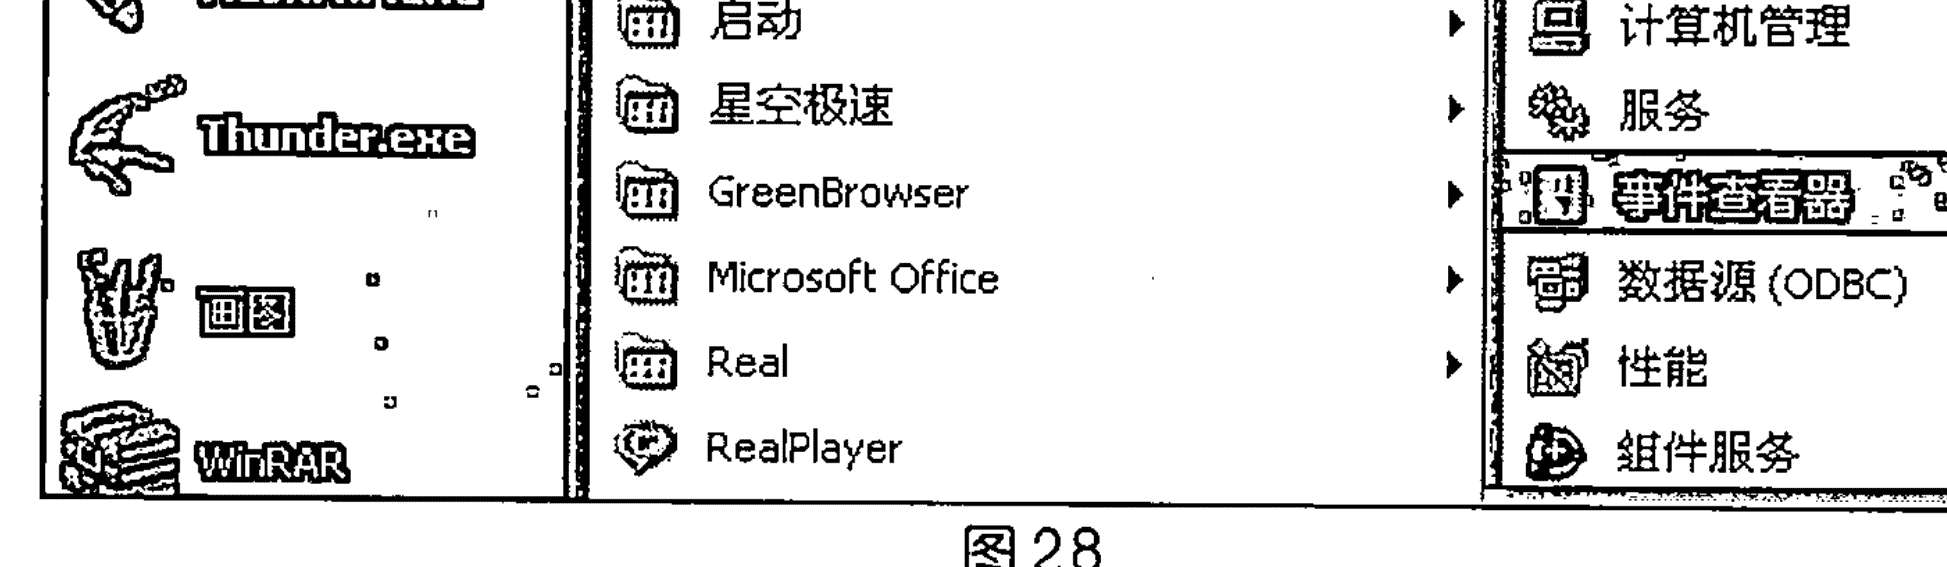 Thunder.exe
画图
WinRAR
启动
星空极速
GreenBrowser
Microsoft Office
Real
RealPlayer
计算机管理
服务
事件查看器
数据源 (ODBC)
性能
组件服务
图28